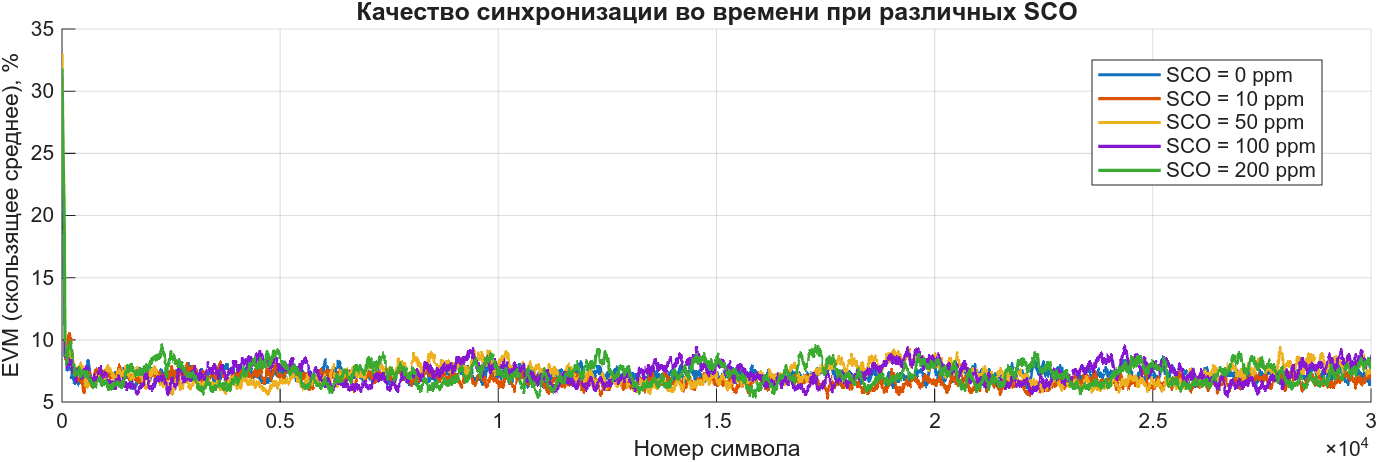 Качество синхронизации во времени при различных SCO
EVM (скользящее среднее), %
35
30
25
20
15
10
5
SCO = 0 ppm
SCO = 10 ppm
SCO = 50 ppm
SCO = 100 ppm
SCO = 200 ppm
0 0.5 1 1.5 2 2.5 3
Номер символа
×10⁴